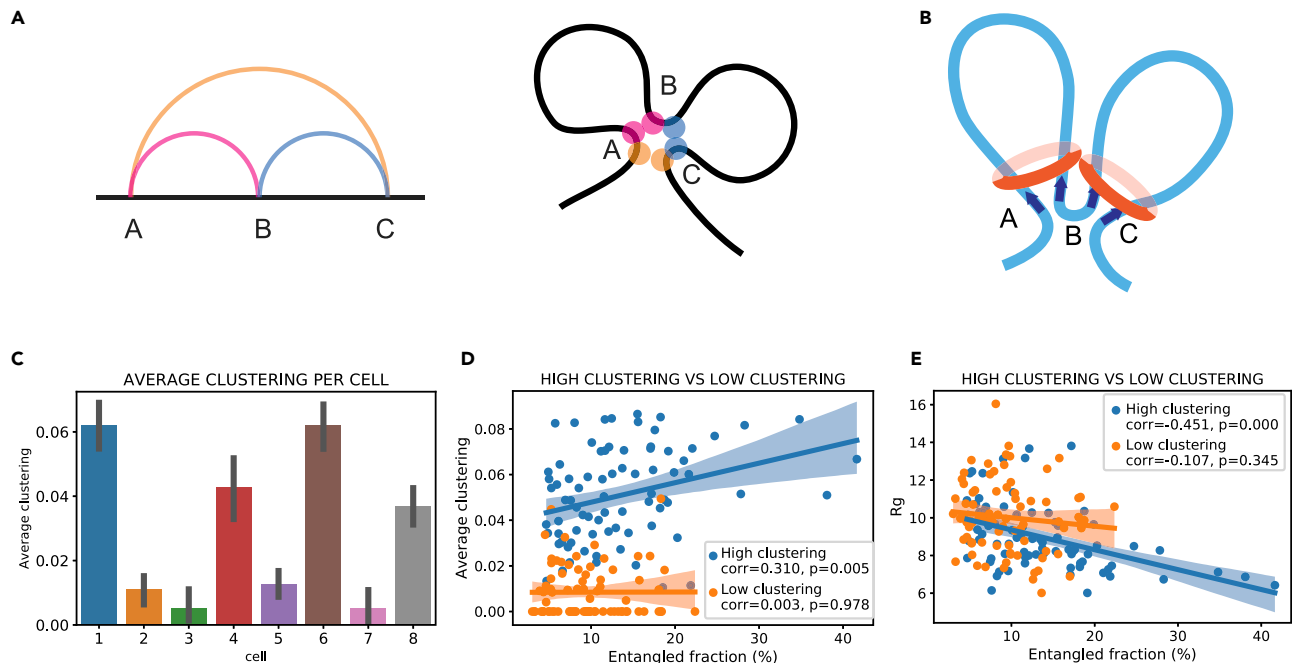 A
A
B
C
B
A
C
B
A
B
C
C
AVERAGE CLUSTERING PER CELL
Average clustering
0.06
0.04
0.02
0.00
1 2 3 4 5 6 7 8
cell
D
HIGH CLUSTERING VS LOW CLUSTERING
Average clustering
0.08
0.06
0.04
0.02
0.00
High clustering
corr=0.310, p=0.005
Low clustering
corr=0.003, p=0.978
10 20 30 40
Entangled fraction (%)
E
HIGH CLUSTERING VS LOW CLUSTERING
Rg
16
14
12
10
8
6
High clustering
corr=-0.451, p=0.000
Low clustering
corr=-0.107, p=0.345
10 20 30 40
Entangled fraction (%)